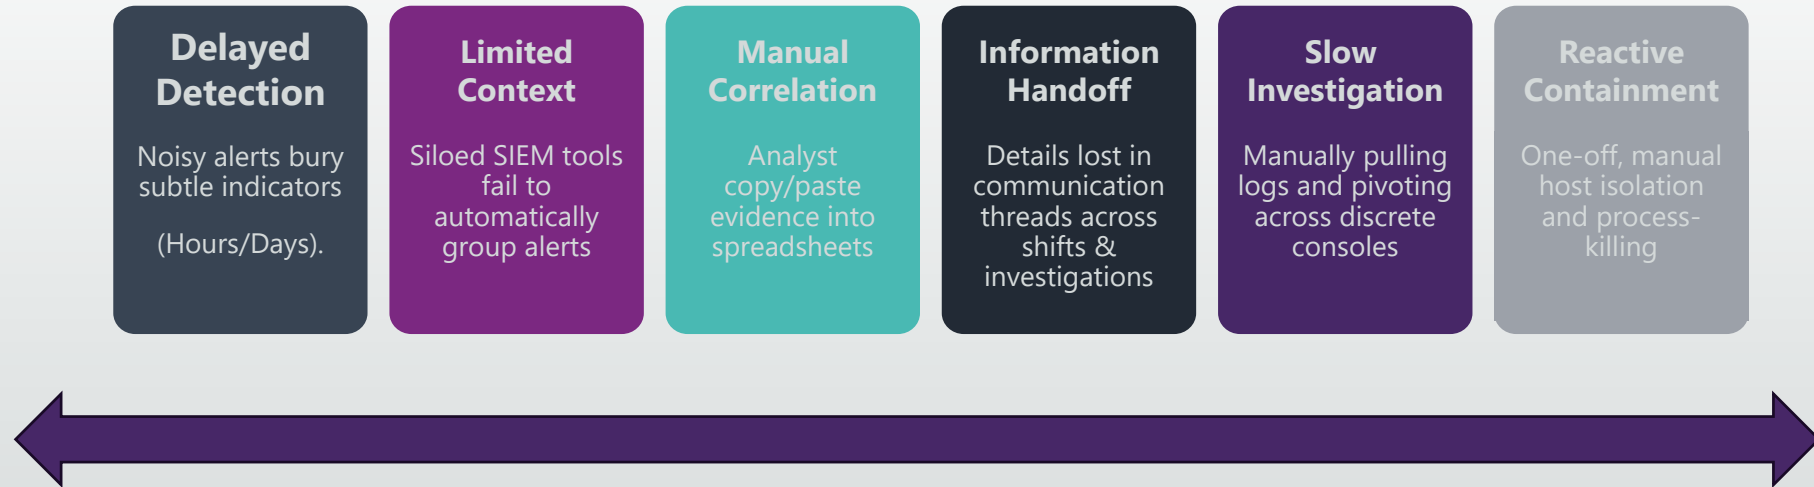 Delayed
Detection
Noisy alerts bury
subtle indicators
(Hours/Days).
Limited
Context
Siloed SIEM tools
fail to
automatically
group alerts
Manual
Correlation
Analyst
copy/paste
evidence into
spreadsheets
Information
Handoff
Details lost in
communication
threads across
shifts &
investigations
Slow
Investigation
Manually pulling
logs and pivoting
across discrete
consoles
Reactive
Containment
One-off, manual
host isolation
and process-
killing